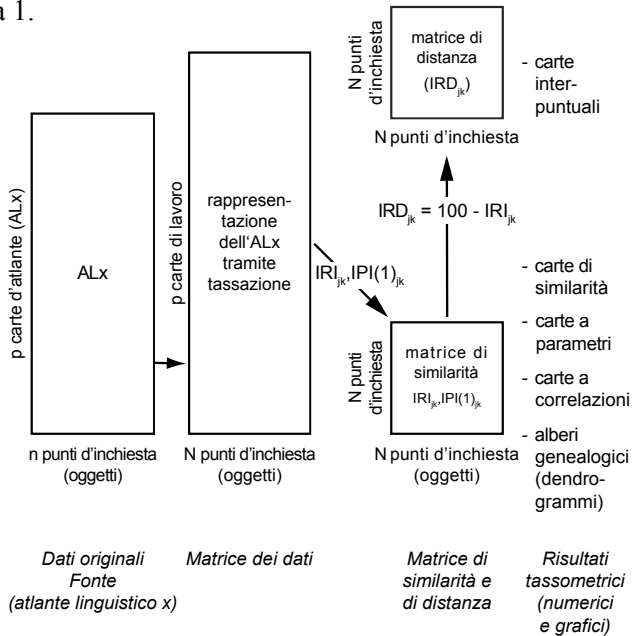 a 1.
p carte d'atlante (ALx)
ALx
n punti d'inchiesta
(oggetti)
p carte di lavoro
rappresen-
tazione
dell‘ALx
tramite
tassazione
N punti d'inchiesta
(oggetti)
IRIjk,IPI(1)jk
N punti
d'inchiesta
matrice di
distanza
(IRDjk)
N punti d'inchiesta
(oggetti)
IRDjk = 100 - IRIjk
N punti
d'inchiesta
matrice di
similarità
IRIjk,IPI(1)jk
N punti d'inchiesta
(oggetti)
- carte
inter-
puntuali
- carte di
similarità
- carte a
parametri
- carte a
correlazioni
- alberi
genealogici
(dendro-
grammi)
Dati originali
Fonte
(atlante linguistico x)
Matrice dei dati
Matrice di
similarità e
di distanza
Risultati
tassometrici
(numerici
e grafici)